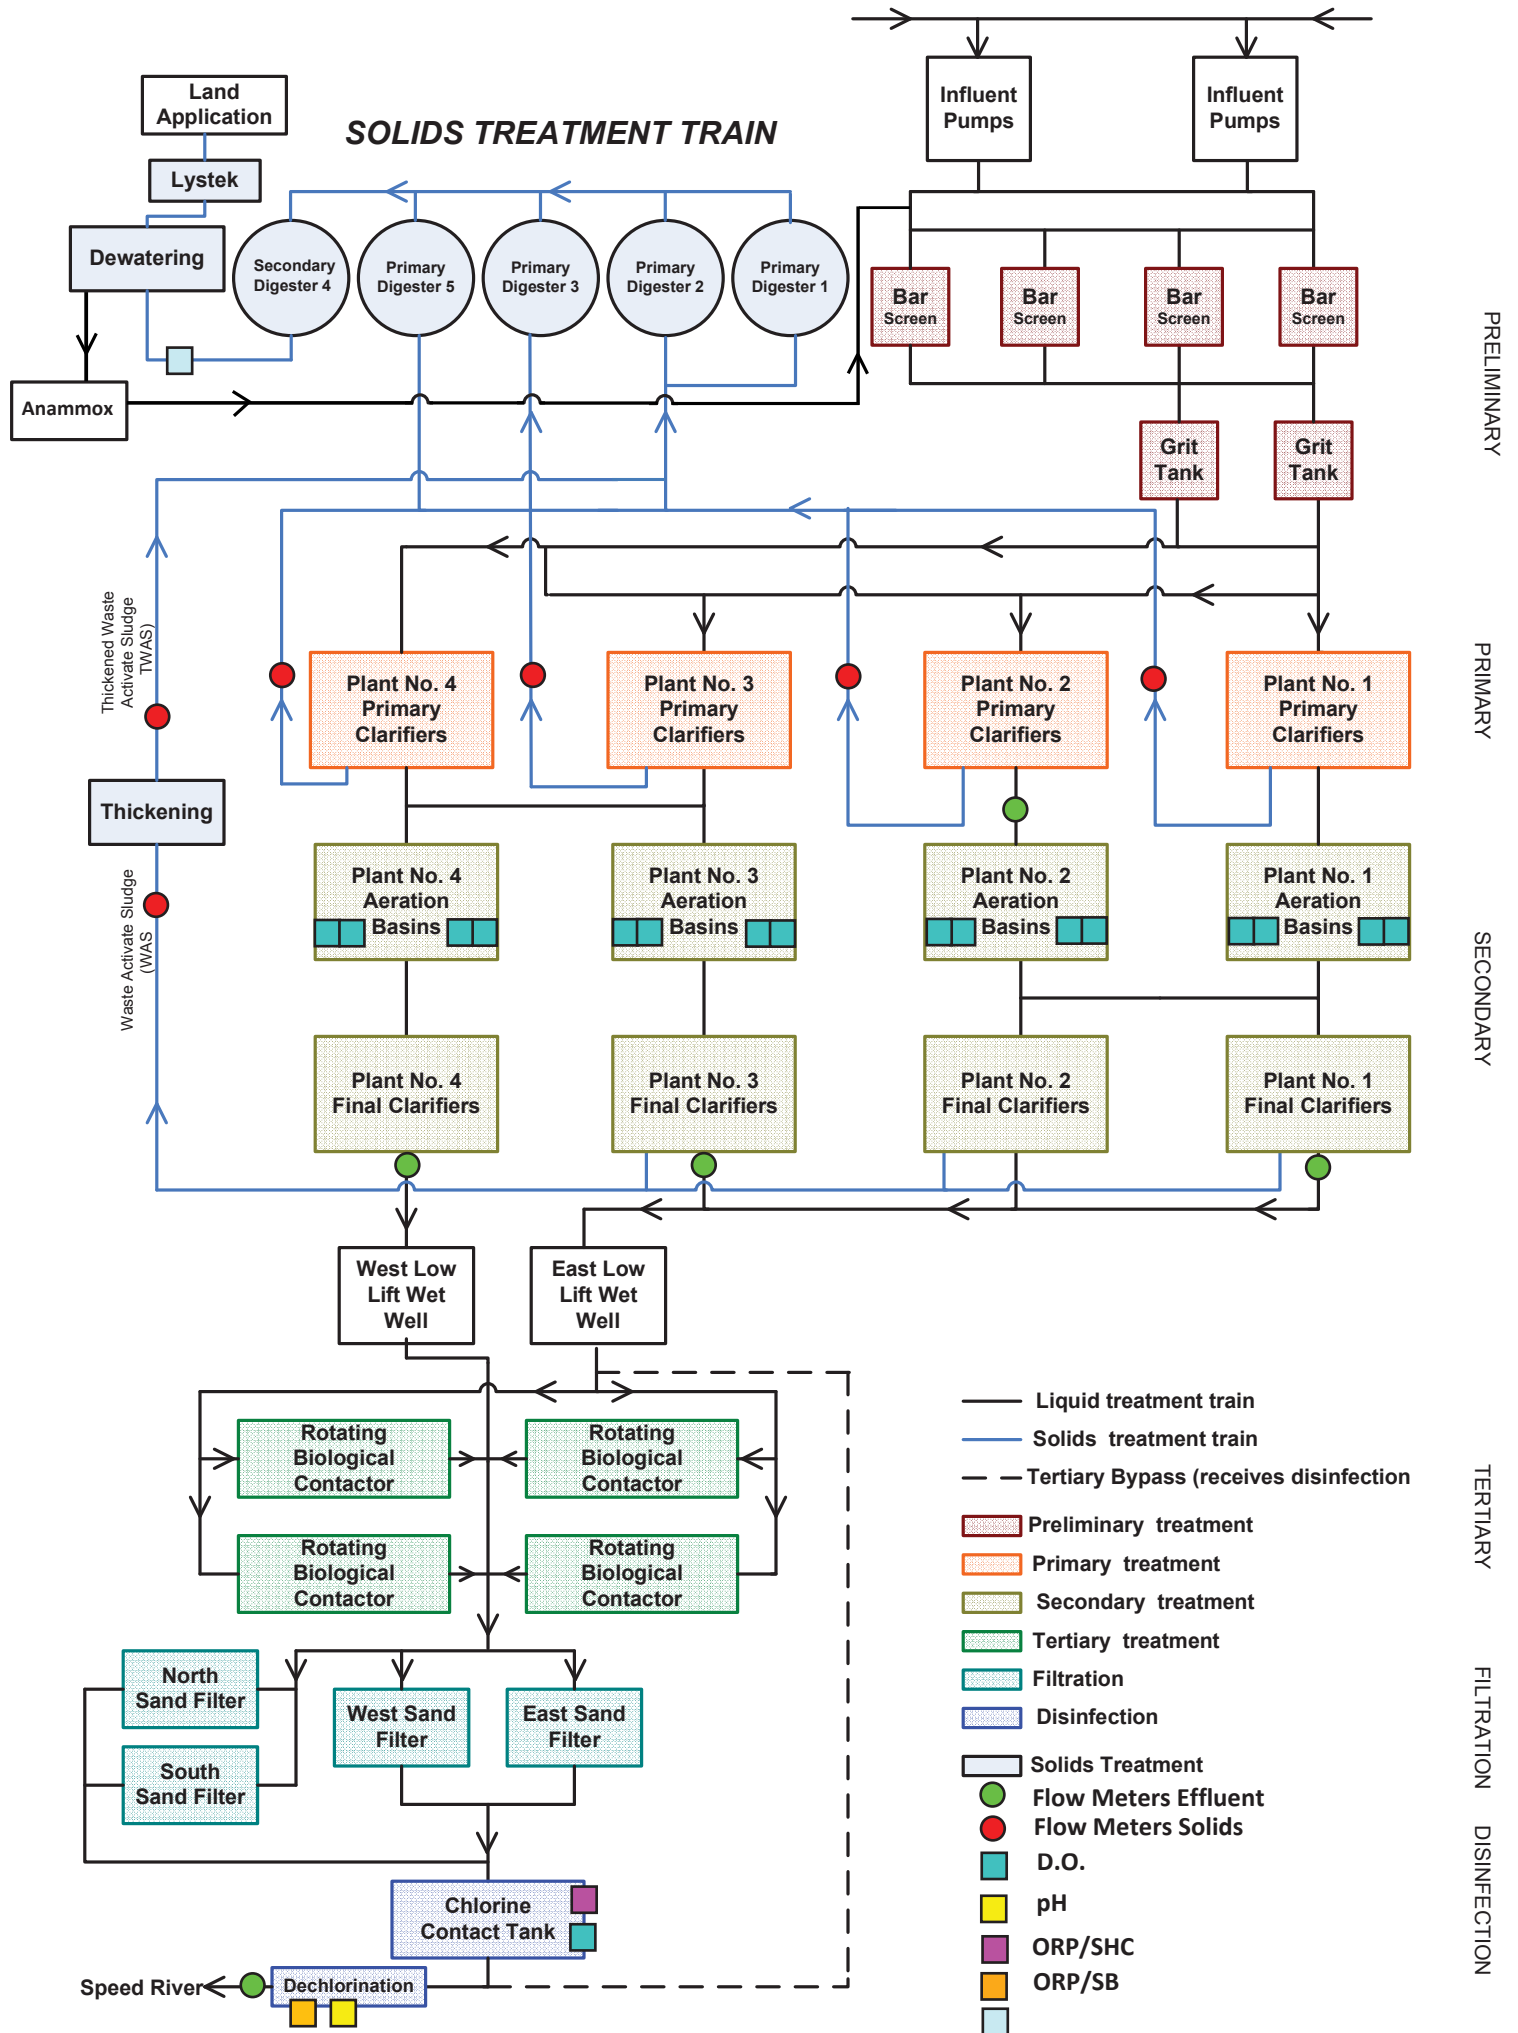 Influent
Pumps
Influent
Pumps
Land
Application
SOLIDS TREATMENT TRAIN
Lystek
Dewatering
Secondary
Digester 4
Primary
Digester 5
Primary
Digester 3
Primary
Digester 2
Primary
Digester 1
Bar
Screen
Bar
Screen
Bar
Screen
Bar
Screen
PRELIMINARY
Anammox
Grit
Tank
Grit
Tank
Thickened Waste
Activate Sludge
TWAS)
Plant No. 4
Primary
Clarifiers
Plant No. 3
Primary
Clarifiers
Plant No. 2
Primary
Clarifiers
Plant No. 1
Primary
Clarifiers
PRIMARY
Thickening
Waste Activate Sludge
(WAS
Plant No. 4
Aeration
Basins
Plant No. 3
Aeration
Basins
Plant No. 2
Aeration
Basins
Plant No. 1
Aeration
Basins
SECONDARY
Plant No. 4
Final Clarifiers
Plant No. 3
Final Clarifiers
Plant No. 2
Final Clarifiers
Plant No. 1
Final Clarifiers
West Low
Lift Wet
Well
East Low
Lift Wet
Well
Rotating
Biological
Contactor
Rotating
Biological
Contactor
Rotating
Biological
Contactor
Rotating
Biological
Contactor
TERTIARY
North
Sand Filter
South
Sand Filter
West Sand
Filter
East Sand
Filter
FILTRATION
Chlorine
Contact Tank
DISINFECTION
Speed River
Dechlorination
Liquid treatment train
Solids treatment train
Tertiary Bypass (receives disinfection
Preliminary treatment
Primary treatment
Secondary treatment
Tertiary treatment
Filtration
Disinfection
Solids Treatment
Flow Meters Effluent
Flow Meters Solids
D.O.
pH
ORP/SHC
ORP/SB